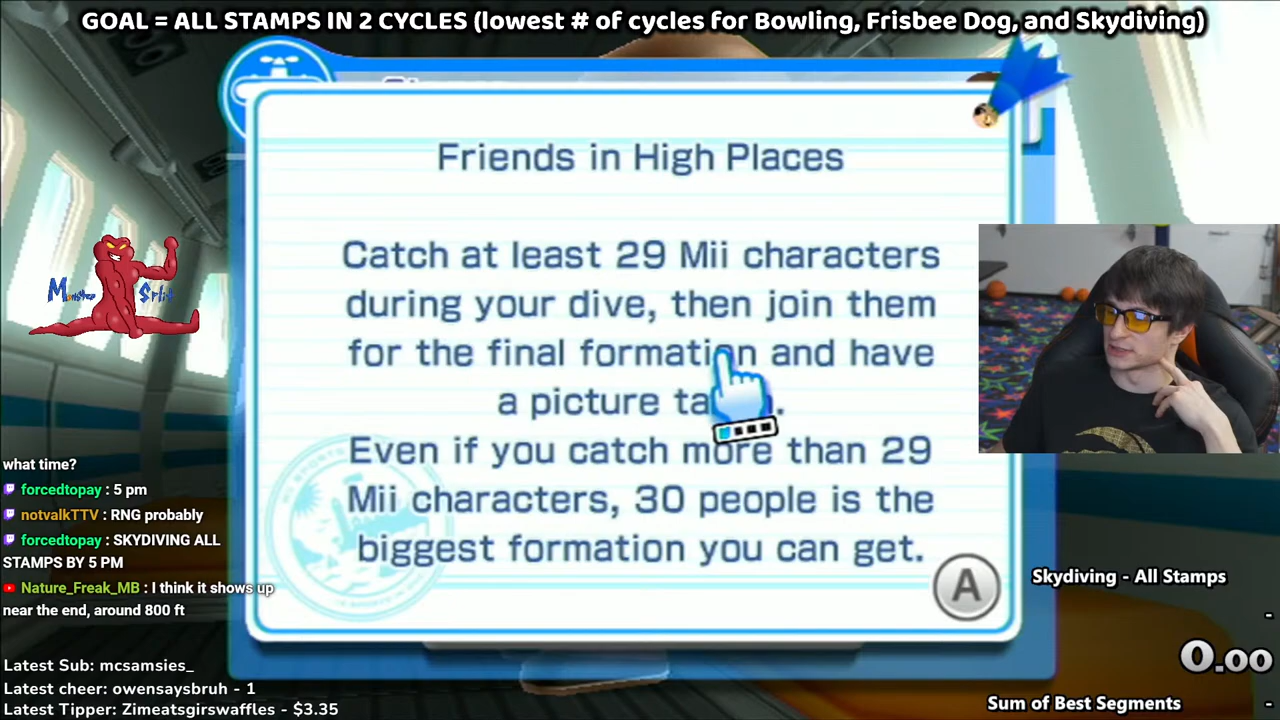 GOAL = ALL STAMPS IN 2 CYCLES (lowest # of cycles for Bowling, Frisbee Dog, and Skydiving)
Friends in High Places
Catch at least 29 Mii characters
during your dive, then join them
for the final formation and have
a picture ta .
Even if you catch more than 29
Mii characters, 30 people is the
biggest formation you can get.
A
Monster Split
what time?
forcedtopay : 5 pm
notvalkTTV : RNG probably
forcedtopay : SKYDIVING ALL
STAMPS BY 5 PM
Nature_Freak_MB : I think it shows up
near the end, around 800 ft
Latest Sub: mcsamsies_
Latest cheer: owensaysbruh - 1
Latest Tipper: Zimeatsgirswaffles - $3.35
Skydiving - All Stamps
-
0.00
Sum of Best Segments
-